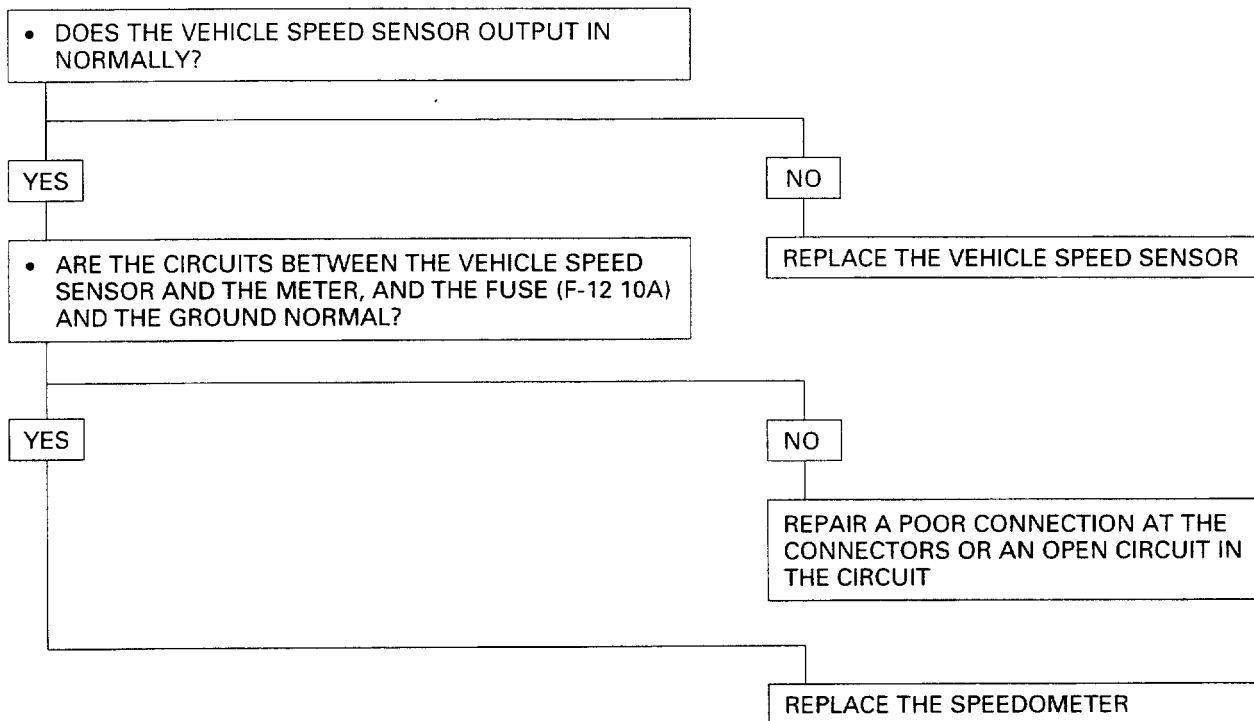 • DOES THE VEHICLE SPEED SENSOR OUTPUT IN
NORMALLY?
YES
NO
• ARE THE CIRCUITS BETWEEN THE VEHICLE SPEED
SENSOR AND THE METER, AND THE FUSE (F-12 10A)
AND THE GROUND NORMAL?
REPLACE THE VEHICLE SPEED SENSOR
YES
NO
REPAIR A POOR CONNECTION AT THE
CONNECTORS OR AN OPEN CIRCUIT IN
THE CIRCUIT
REPLACE THE SPEEDOMETER